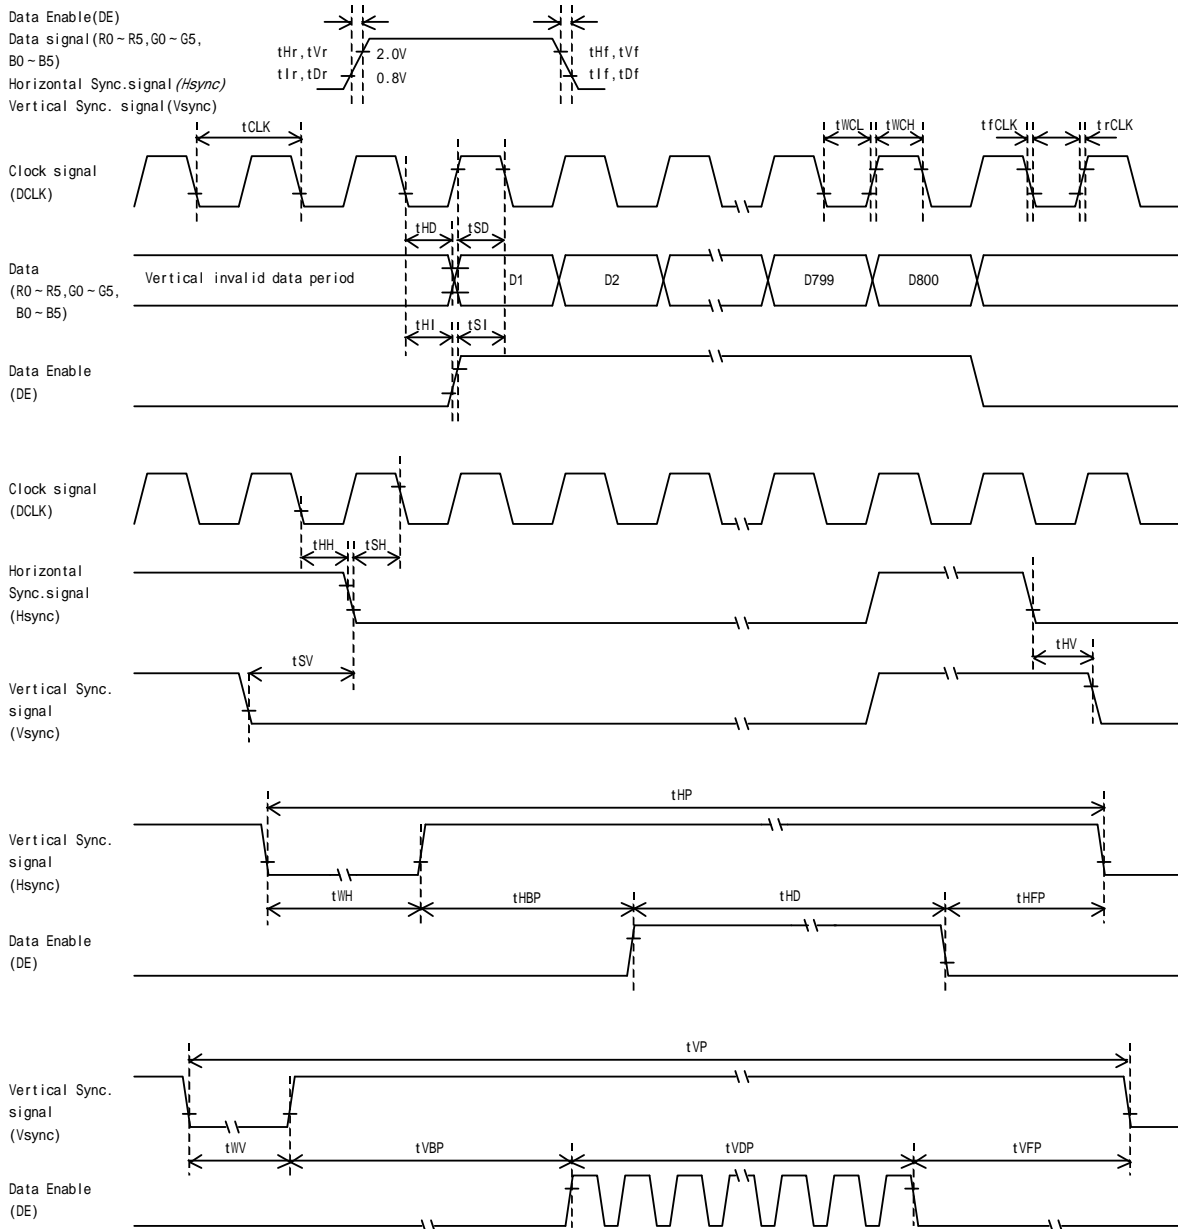 Data Enable(DE)
Data signal(R0~R5,G0~G5,
B0~B5)
Horizontal Sync.signal(Hsync)
Vertical Sync. signal(Vsync)
tHr,tVr
tIr,tDr
2.0V
0.8V
tHf,tVf
tIf,tDf
tCLK
tWCL
tWCH
tfCLK
trCLK
Clock signal
(DCLK)
tHD
tSD
Data
(R0~R5,G0~G5,
B0~B5)
Vertical invalid data period
D1
D2
D799
D800
tHI
tSI
Data Enable
(DE)
Clock signal
(DCLK)
tHH
tSH
Horizontal
Sync.signal
(Hsync)
tSV
tHV
Vertical Sync.
signal
(Vsync)
tHP
Vertical Sync.
signal
(Hsync)
tWH
tHBP
tHD
tHFP
Data Enable
(DE)
tVP
Vertical Sync.
signal
(Vsync)
tWV
tVBP
tVDP
tVFP
Data Enable
(DE)